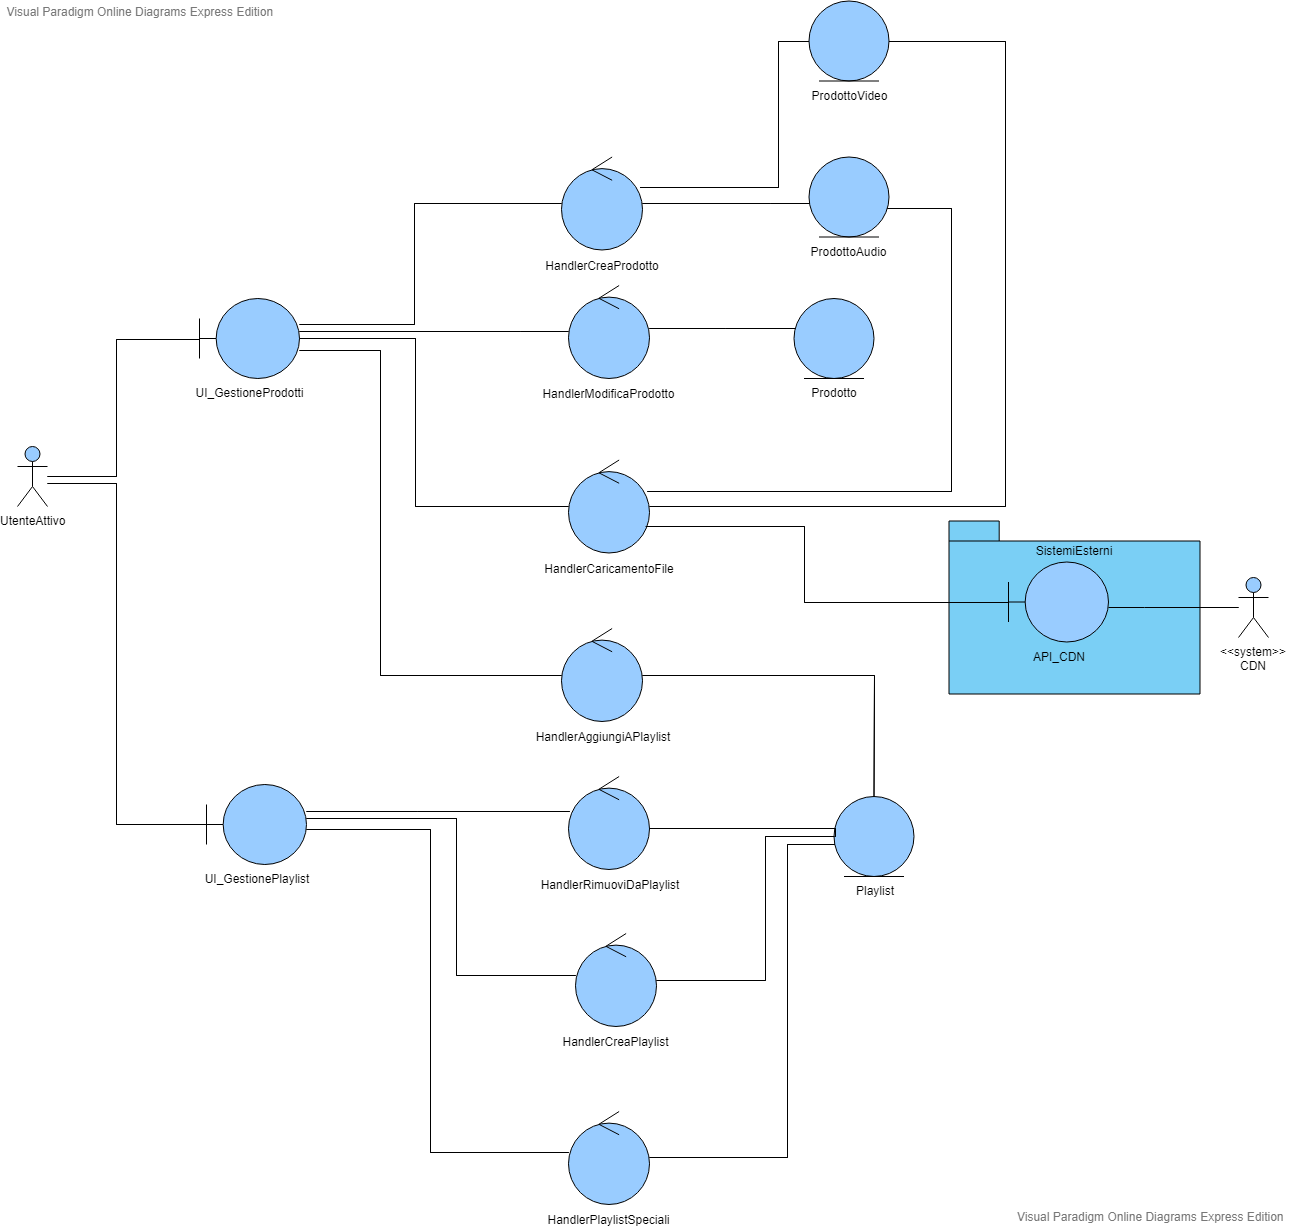 Visual Paradigm Online Diagrams Express Edition
ProdottoVideo
ProdottoAudio
HandlerCreaProdotto
UI_GestioneProdotti
HandlerModificaProdotto
Prodotto
UtenteAttivo
HandlerCaricamentoFile
SistemiEsterni
API_CDN
<<system>>
CDN
HandlerAggiungiAPlaylist
UI_GestionePlaylist
HandlerRimuoviDaPlaylist
Playlist
HandlerCreaPlaylist
HandlerPlaylistSpeciali
Visual Paradigm Online Diagrams Express Edition